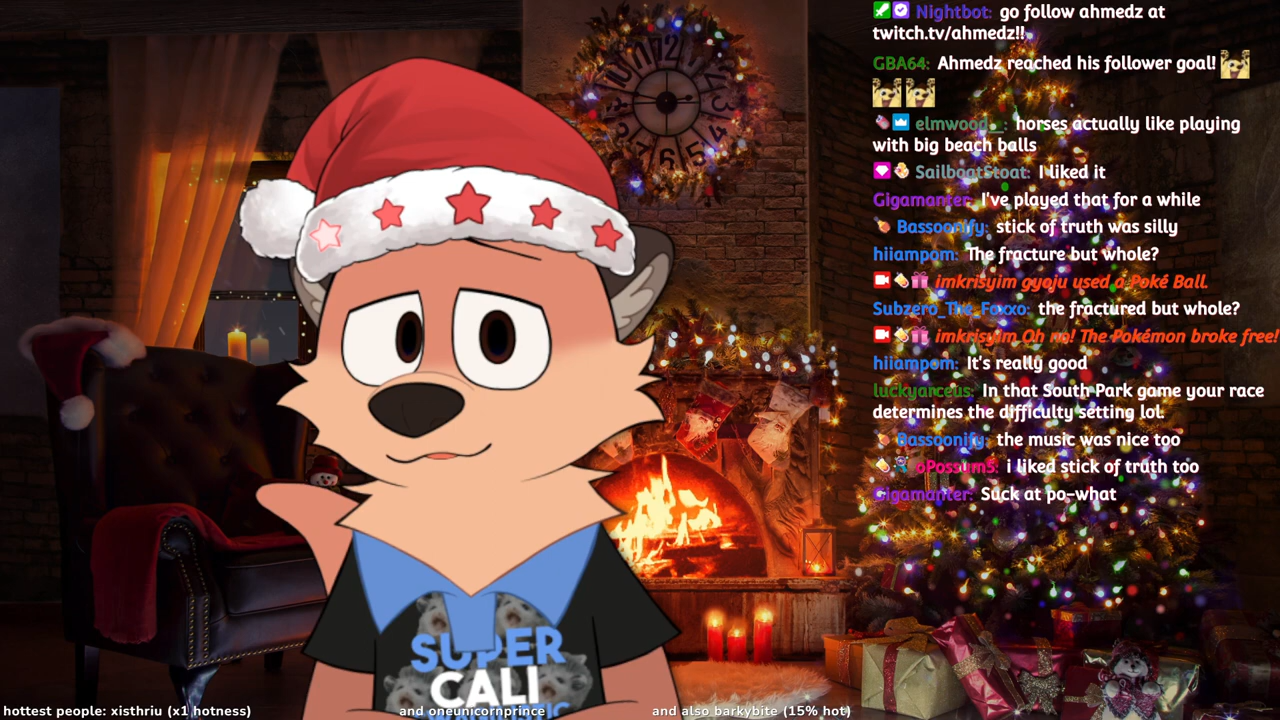 Nightbot: go follow ahmedz at
twitch.tv/ahmedz!!
GBA64: Ahmedz reached his follower goal!
elmwood__: horses actually like playing
with big beach balls
SailboatStoat: I liked it
Gigamanter: I've played that for a while
Bassoonify: stick of truth was silly
hiiampom: The fracture but whole?
imkrisyim gyoju used a Poké Ball.
Subzero_The_Foxxo: the fractured but whole?
imkrisyim Oh no! The Pokémon broke free!
hiiampom: It's really good
luckyarceus: In that South Park game your race
determines the difficulty setting lol.
Bassoonify: the music was nice too
oPossum5: i liked stick of truth too
Gigamanter: Suck at po-what
SUPER
CALI
hottest people: xisthriu (x1 hotness)
and oneunicornprince
and also barkybite (15% hot)